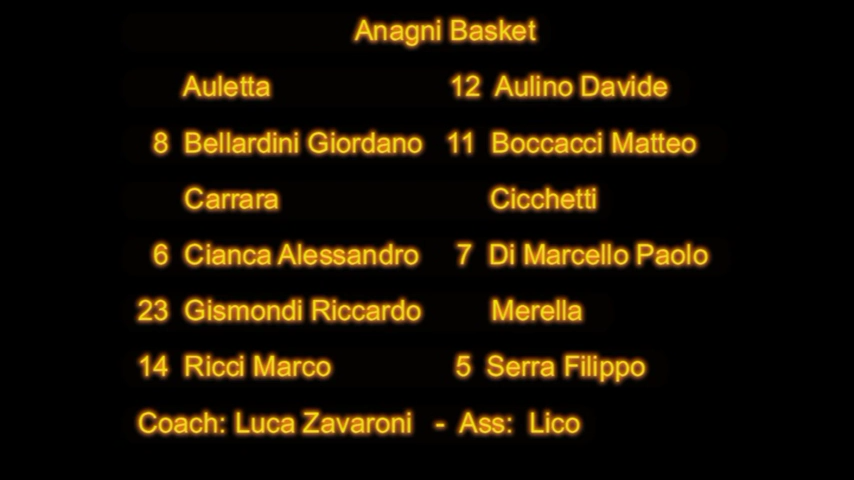 Anagni Basket
Auletta 12 Aulino Davide
8 Bellardini Giordano 11 Boccacci Matteo
Carrara Cicchetti
6 Cianca Alessandro 7 Di Marcello Paolo
23 Gismondi Riccardo Merella
14 Ricci Marco 5 Serra Filippo
Coach: Luca Zavaroni - Ass: Lico